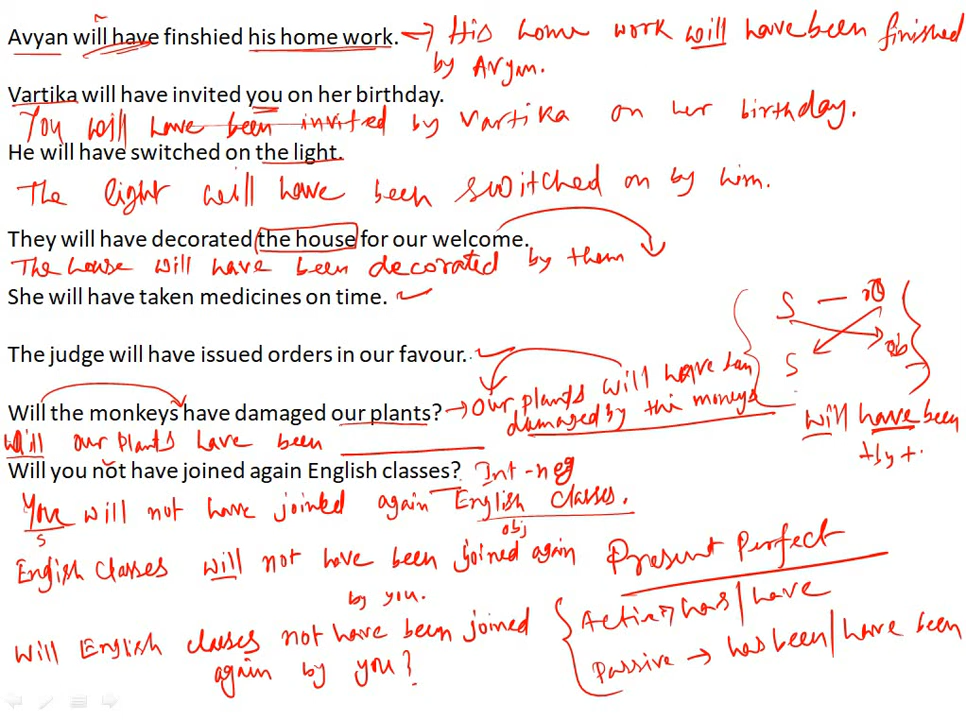 Avyan will have finshied his home work. → His home work will have been finished
by Avyan.
Vartika will have invited you on her birthday.
You will have been invited by Vartika on her birthday.
He will have switched on the light.
The light will have been switched on by him.
They will have decorated the house for our welcome.
The house will have been decorated by them
She will have taken medicines on time.
S – O
S ob
The judge will have issued orders in our favour.
Will the monkeys have damaged our plants? → Our plants will have been
damaged by the moneys
will have been
+by+.
Will our plants have been
Will you not have joined again English classes? Int-neg
You will not have joined again English classes.
S obj
English classes will not have been joined again
by you.
Present Perfect
Active → has/have
Passive → has been/have been
Will English classes not have been joined
again by you?